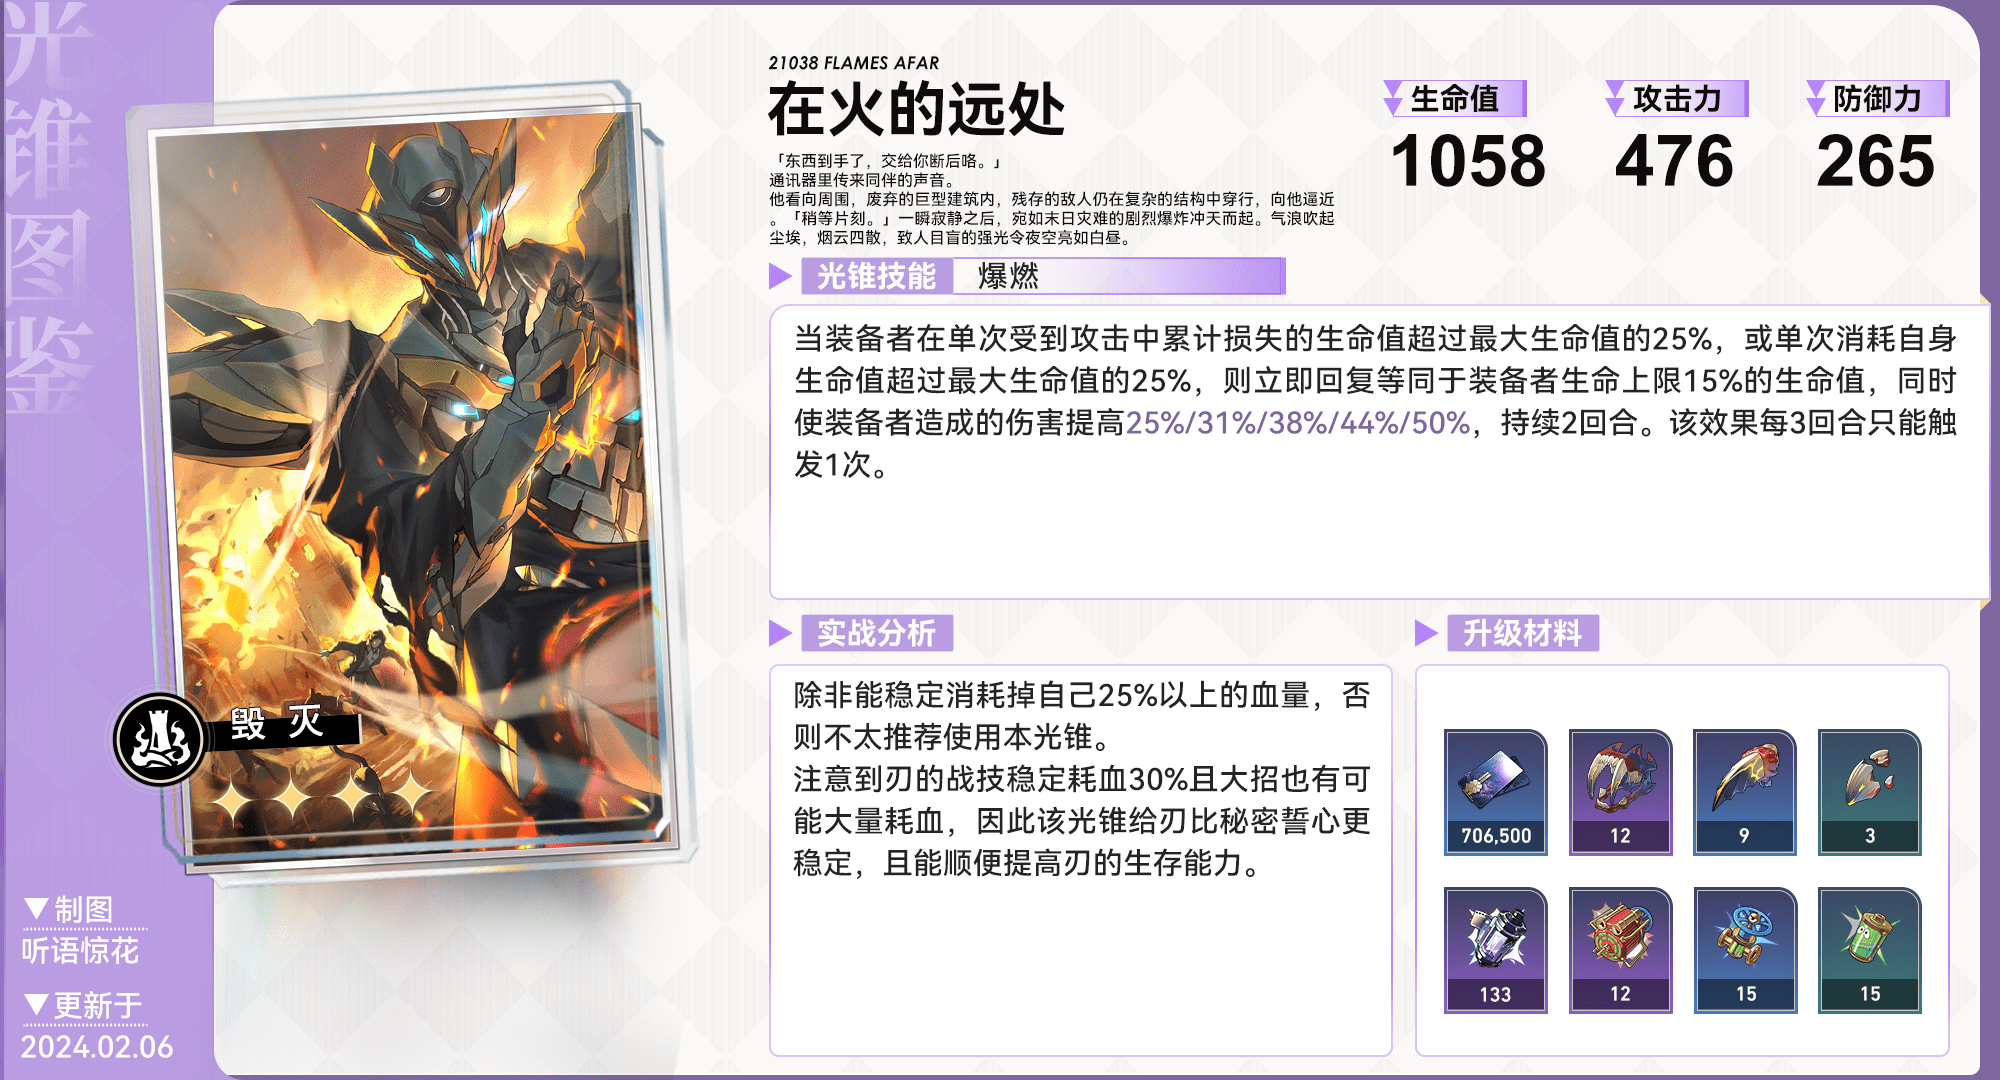 光锥图鉴
21038 FLAMES AFAR
在火的远处
「东西到手了，交给你断后咯。」
通讯器里传来同伴的声音。
他看向周围，废弃的巨型建筑内，残存的敌人仍在复杂的结构中穿行，向他逼近
。「稍等片刻。」一瞬寂静之后，宛如末日灾难的剧烈爆炸冲天而起。气浪吹起
尘埃，烟云四散，致人目盲的强光令夜空亮如白昼。
生命值
1058
攻击力
476
防御力
265
光锥技能 爆燃
当装备者在单次受到攻击中累计损失的生命值超过最大生命值的25%，或单次消耗自身
生命值超过最大生命值的25%，则立即回复等同于装备者生命上限15%的生命值，同时
使装备者造成的伤害提高25%/31%/38%/44%/50%，持续2回合。该效果每3回合只能触
发1次。
毁灭
实战分析
除非能稳定消耗掉自己25%以上的血量，否
则不太推荐使用本光锥。
注意到刃的战技稳定耗血30%且大招也有可
能大量耗血，因此该光锥给刃比秘密誓心更
稳定，且能顺便提高刃的生存能力。
升级材料
706,500 12 9 3
133 12 15 15
▼制图
听语惊花
▼更新于
2024.02.06